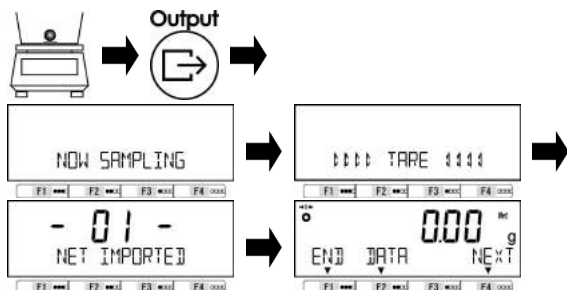 Output
NOW SAMPLING
TARE
F1 F2 F3 F4
F1 F2 F3 F4
- 01 -
NET IMPORTED
0.00 Net
g
END DATA NEXT
F1 F2 F3 F4
F1 F2 F3 F4